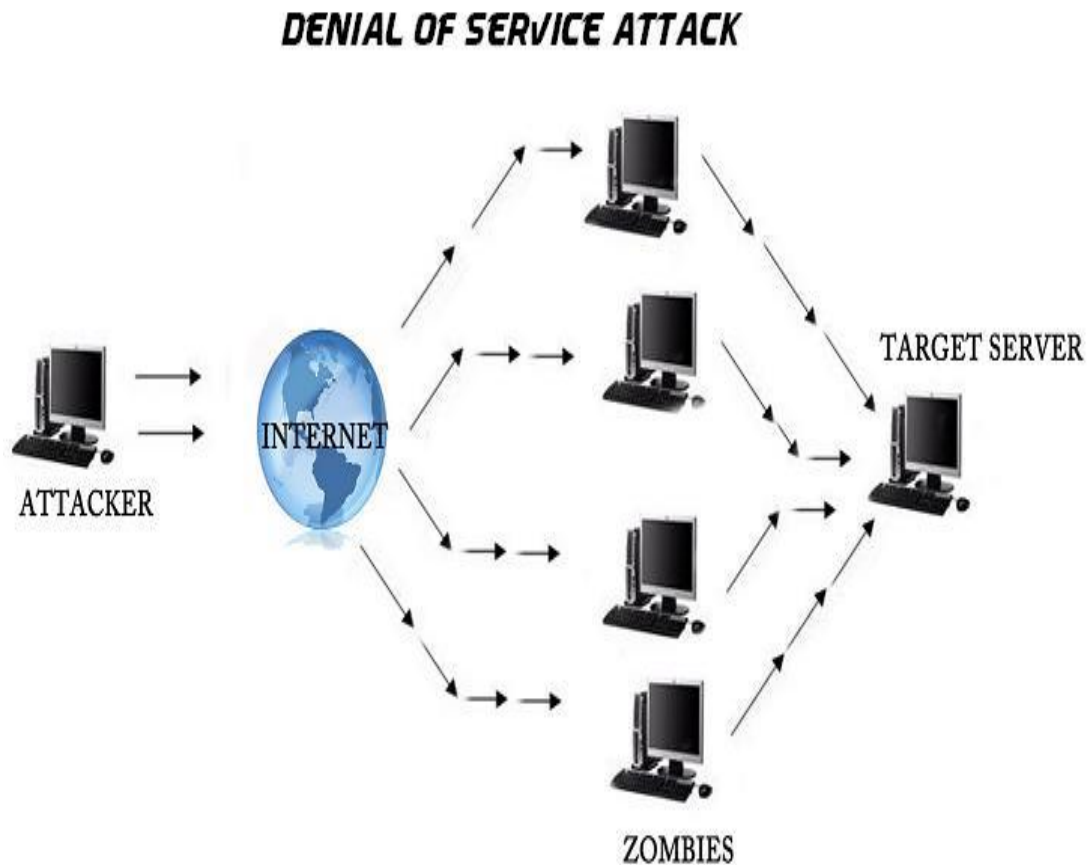 DENIAL OF SERVICE ATTACK
TARGET SERVER
INTERNET
ATTACKER
ZOMBIES